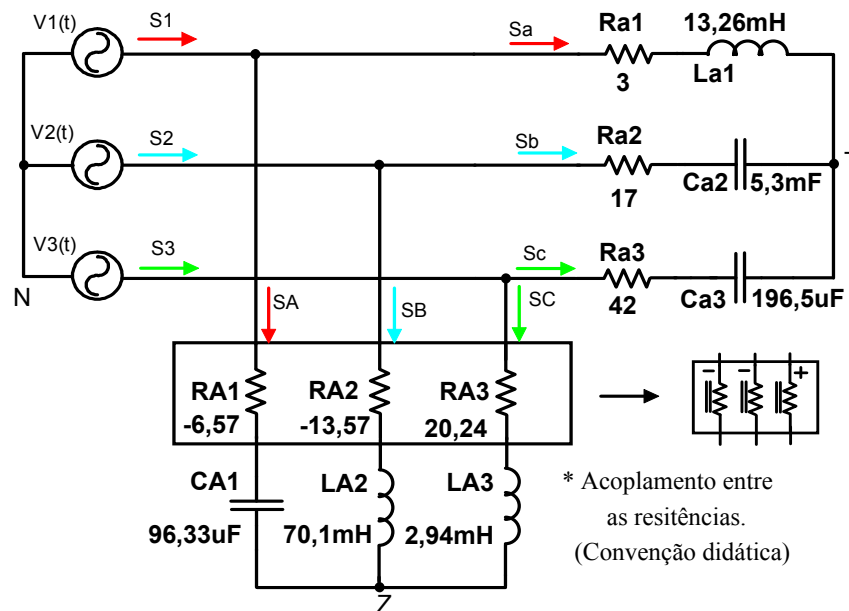 V1(t)
S1
Sa
Ra1
13,26mH
3
La1
V2(t)
S2
Sb
Ra2
17
Ca2
5,3mF
V3(t)
S3
Sc
Ra3
42
Ca3
196,5uF
N
SA
SB
SC
RA1
-6,57
RA2
-13,57
RA3
20,24
- - +
CA1
96,33uF
LA2
70,1mH
LA3
2,94mH
* Acoplamento entre
as resitências.
(Convenção didática)
Z